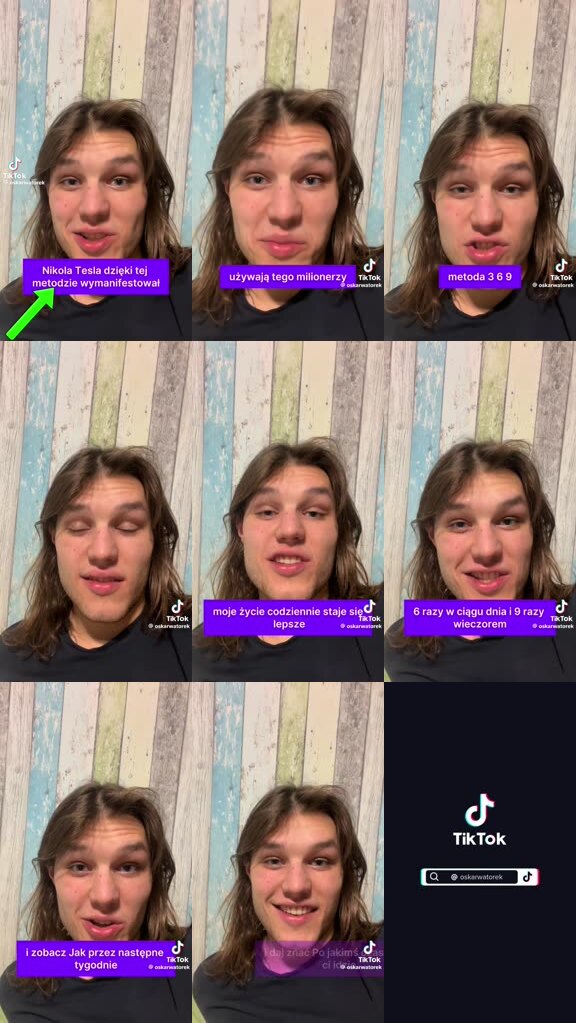 TikTok
@ oskarwatorek
Nikola Tesla dzięki tej
metodzie wymanifestował
używają tego milionerzy
TikTok
@ oskarwatorek
metoda 3 6 9
TikTok
@ oskarwatorek
TikTok
@ oskarwatorek
moje życie codziennie staje się
lepsze
TikTok
@ oskarwatorek
6 razy w ciągu dnia i 9 razy
wieczorem
TikTok
@ oskarwatorek
i zobacz Jak przez następne
tygodnie
TikTok
@ oskarwatorek
i daj znać Po jakimś
ci
TikTok
@ oskarwatorek
TikTok
@ oskarwatorek